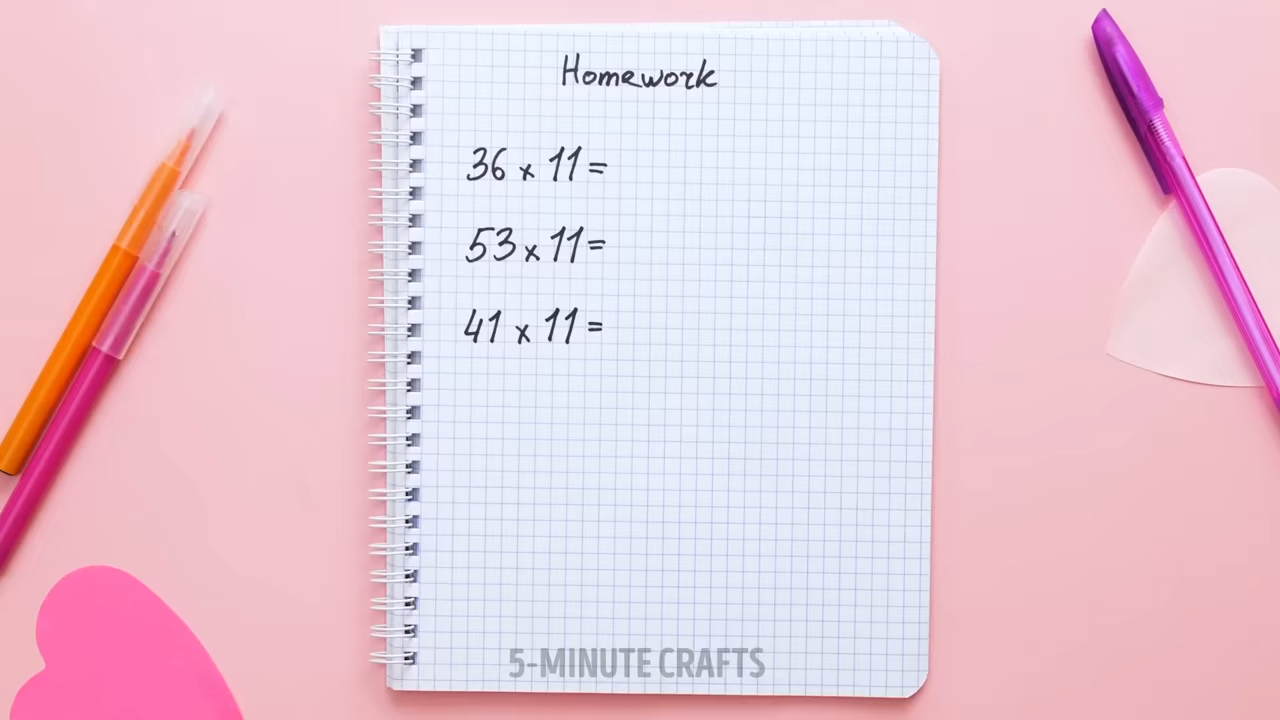 Homework
36 x 11 =
53 x 11 =
41 x 11 =
5-MINUTE CRAFTS